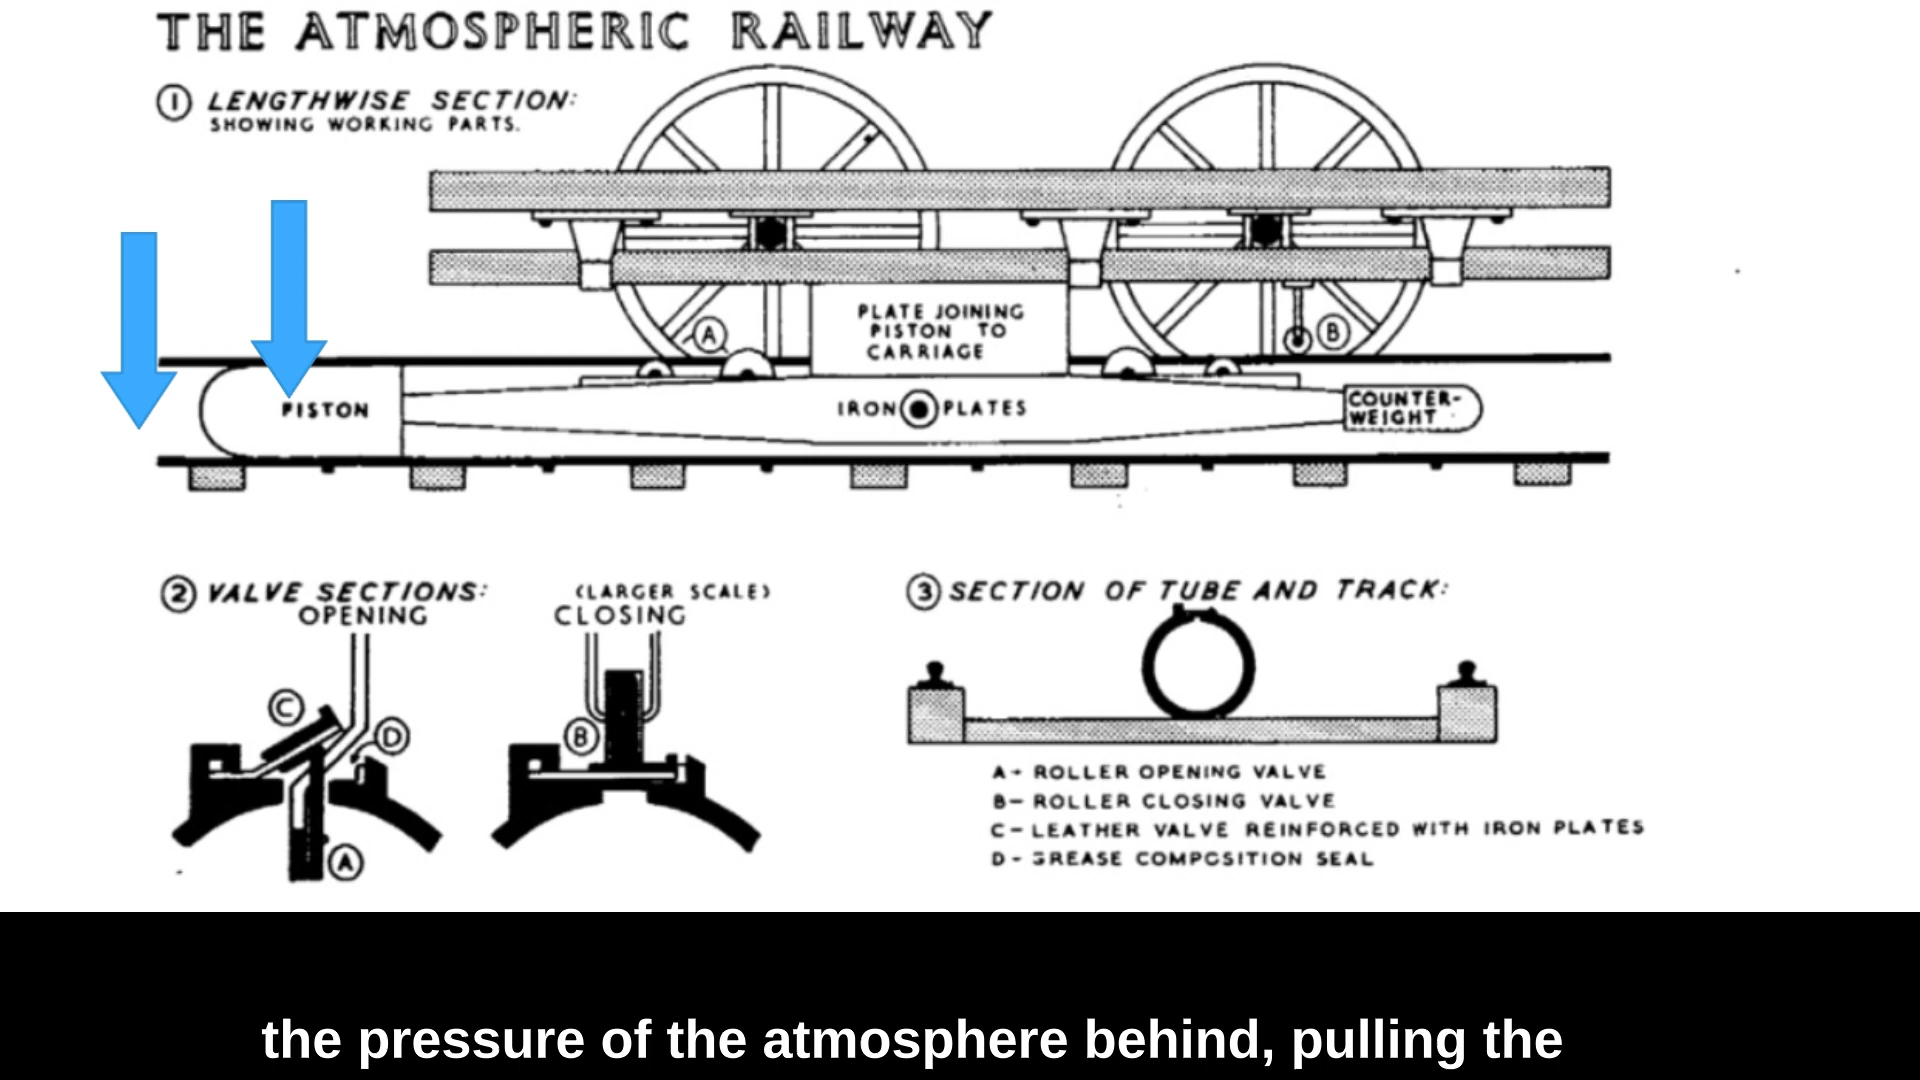 THE ATMOSPHERIC RAILWAY
1 LENGTHWISE SECTION:
SHOWING WORKING PARTS.
A
PLATE JOINING
PISTON TO
CARRIAGE
B
PISTON
IRON PLATES
COUNTER-
WEIGHT
2 VALVE SECTIONS: (LARGER SCALE)
OPENING CLOSING
C
D
B
A
3 SECTION OF TUBE AND TRACK:
A - ROLLER OPENING VALVE
B - ROLLER CLOSING VALVE
C - LEATHER VALVE REINFORCED WITH IRON PLATES
D - GREASE COMPOSITION SEAL
the pressure of the atmosphere behind, pulling the